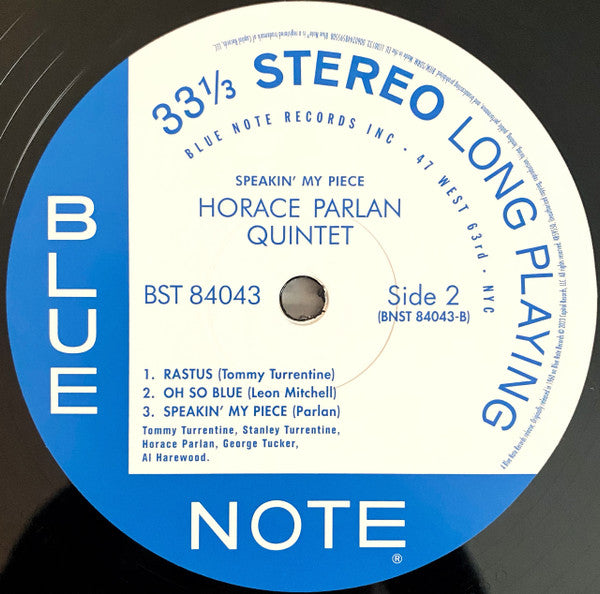 33 1/3 STEREO LONG PLAYING
BLUE NOTE RECORDS INC • 47 WEST 63rd • NYC
SPEAKIN' MY PIECE
HORACE PARLAN
QUINTET
BST 84043
Side 2
(BNST 84043-B)
1. RASTUS (Tommy Turrentine)
2. OH SO BLUE (Leon Mitchell)
3. SPEAKIN' MY PIECE (Parlan)
Tommy Turrentine, Stanley Turrentine,
Horace Parlan, George Tucker,
Al Harewood.
BLUE
NOTE®